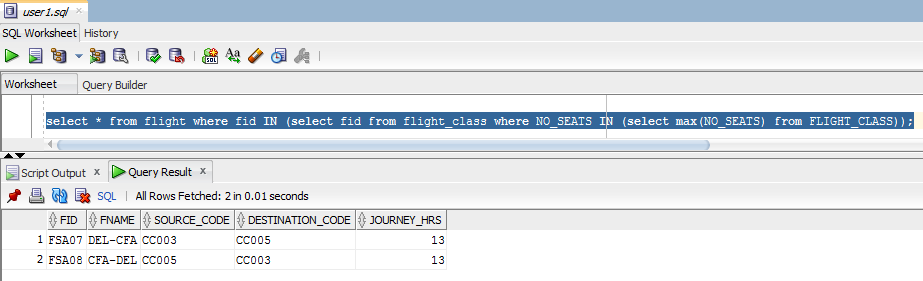 user1.sql ×
SQL Worksheet History
SQL Aa
Worksheet Query Builder
select * from flight where fid IN (select fid from flight_class where NO_SEATS IN (select max(NO_SEATS) from FLIGHT_CLASS));
Script Output × Query Result ×
SQL | All Rows Fetched: 2 in 0.01 seconds
FID FNAME SOURCE_CODE DESTINATION_CODE JOURNEY_HRS
1 FSA07 DEL-CFA CC003 CC005 13
2 FSA08 CFA-DEL CC005 CC003 13